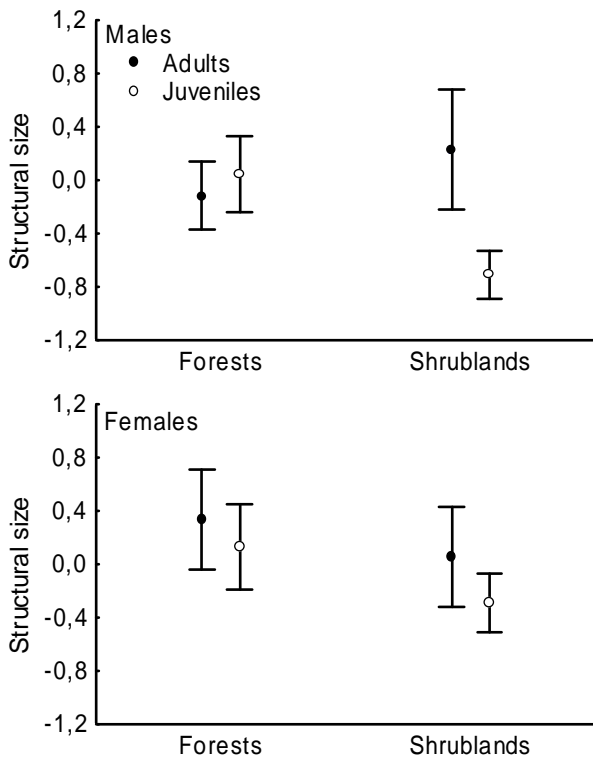 1,2
Males
Adults
0,8
Juveniles
0,4
0,0
-0,4
-0,8
-1,2
Structural size
Forests Shrublands
1,2
Females
0,8
0,4
0,0
-0,4
-0,8
-1,2
Structural size
Forests Shrublands